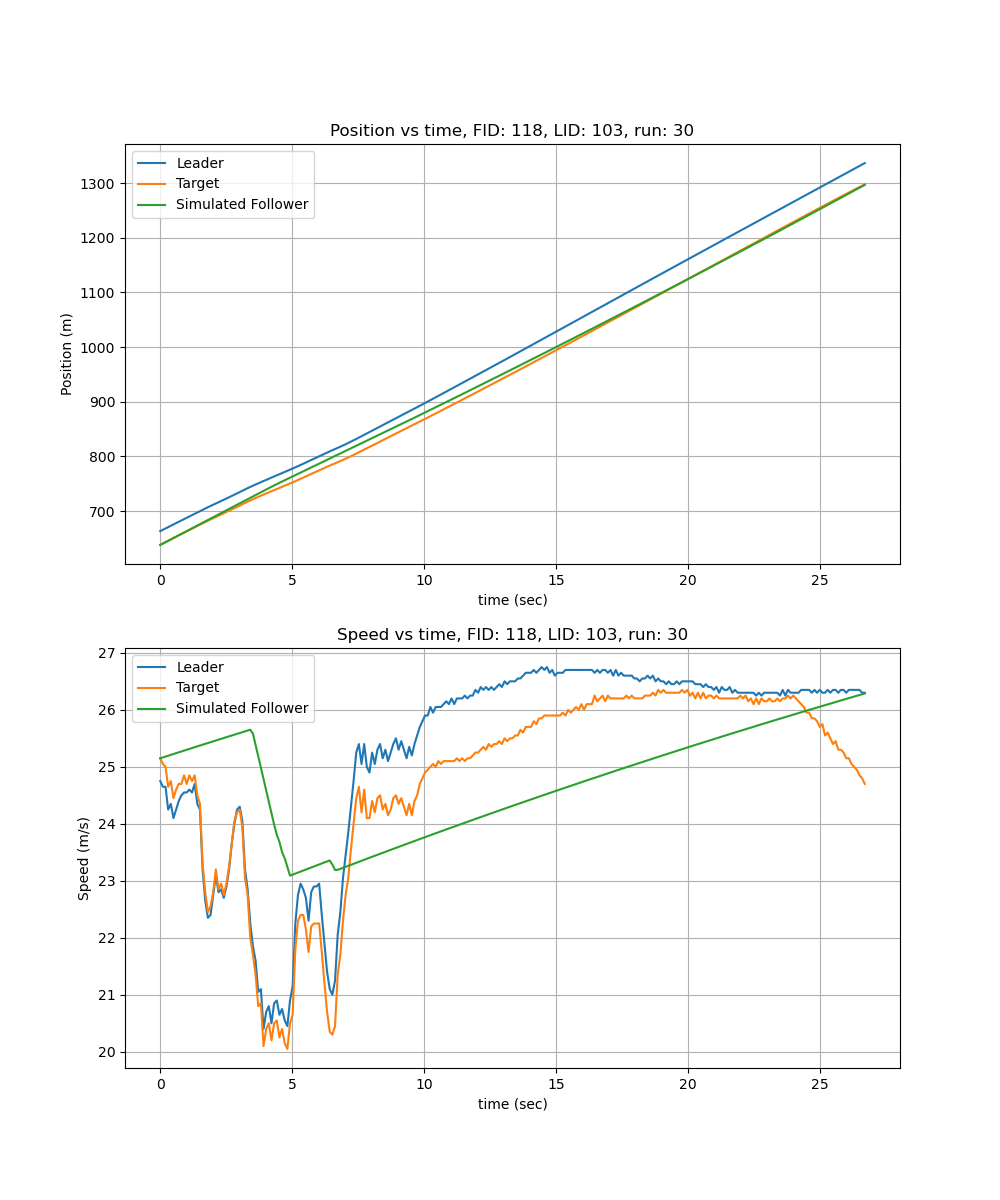 Position vs time, FID: 118, LID: 103, run: 30
Leader
Target
Simulated Follower
1300
1200
1100
1000
900
800
700
Position (m)
0 5 10 15 20 25
time (sec)
Speed vs time, FID: 118, LID: 103, run: 30
Leader
Target
Simulated Follower
27
26
25
24
23
22
21
20
Speed (m/s)
0 5 10 15 20 25
time (sec)